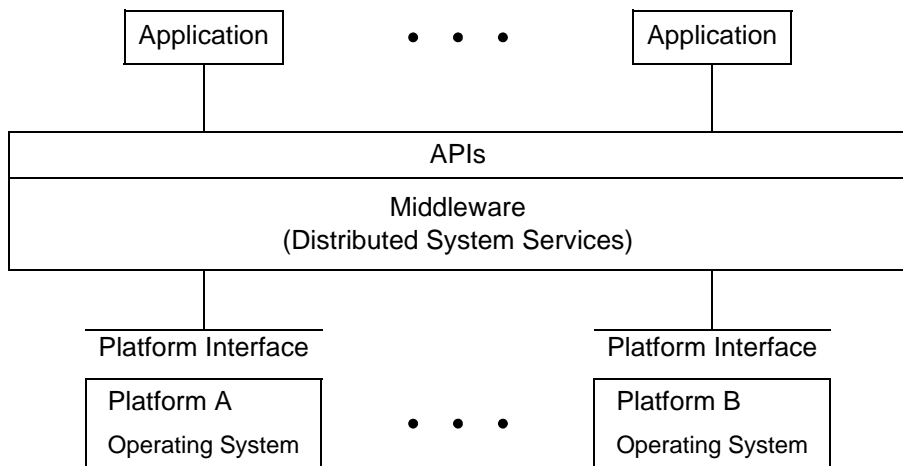 Application
Application
APIs
Middleware
(Distributed System Services)
Platform Interface
Platform Interface
Platform A
Operating System
Platform B
Operating System